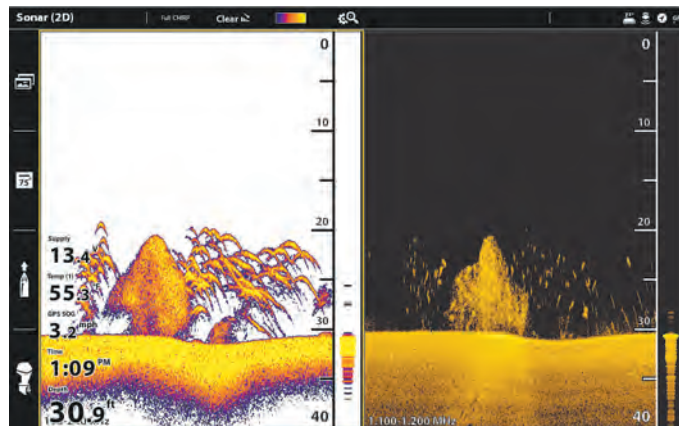 Sonar (2D)
Full CHIRP
Clear
0
10
20
30
40
75
Supply
13.4 V
Temp (1)
55.3
GPS SOG
3.2 mph
Time
1:09 PM
Depth
30.9 ft
0
10
20
30
40
1.100-1.200 MHz